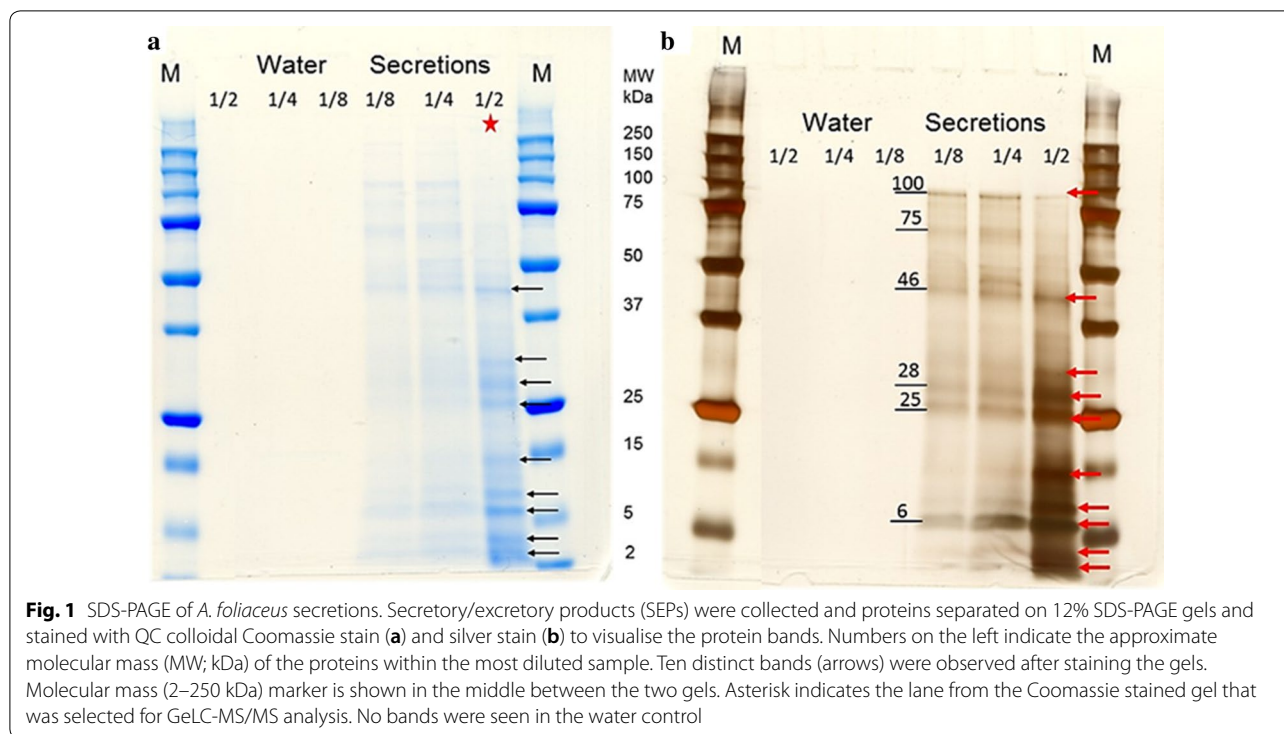 a
M
Water
Secretions
M
1/2 1/4 1/8 1/8 1/4 1/2
MW
kDa
250
150
100
75
50
37
25
15
5
2
b
M
M
Water
Secretions
1/2 1/4 1/8 1/8 1/4 1/2
100
75
46
28
25
6
Fig. 1 SDS-PAGE of A. foliaceus secretions. Secretory/excretory products (SEPs) were collected and proteins separated on 12% SDS-PAGE gels and
stained with QC colloidal Coomassie stain (a) and silver stain (b) to visualise the protein bands. Numbers on the left indicate the approximate
molecular mass (MW; kDa) of the proteins within the most diluted sample. Ten distinct bands (arrows) were observed after staining the gels.
Molecular mass (2–250 kDa) marker is shown in the middle between the two gels. Asterisk indicates the lane from the Coomassie stained gel that
was selected for GeLC-MS/MS analysis. No bands were seen in the water control